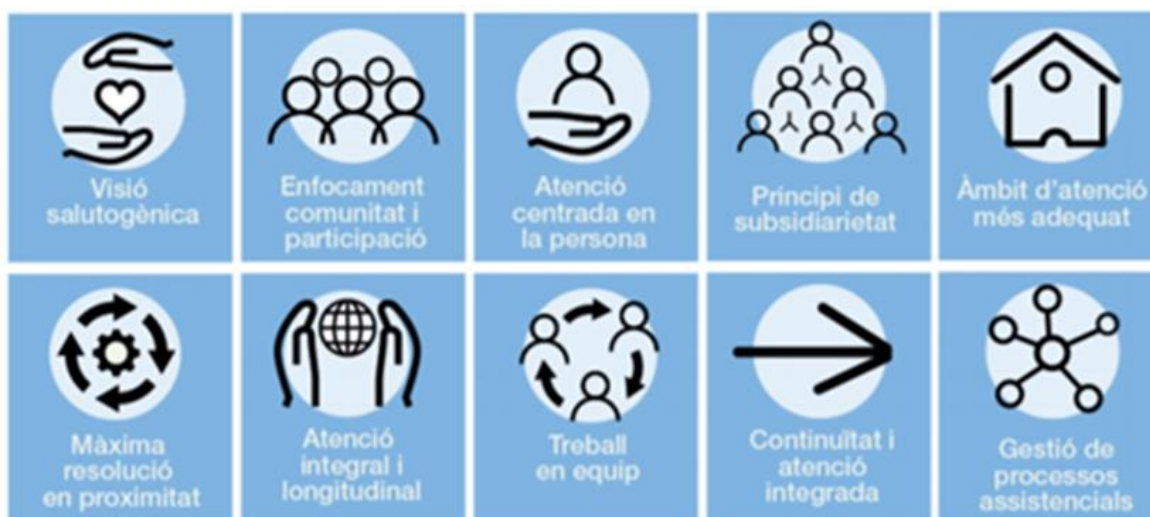 Visió
salutogènica
Enfocament
comunitat i
participació
Atenció
centrada en
la persona
Principi de
subsidiarietat
Àmbit d'atenció
més adequat
Màxima
resolució
en proximitat
Atenció
integral i
longitudinal
Treball
en equip
Continuïtat i
atenció
integrada
Gestió de
processos
assistencials